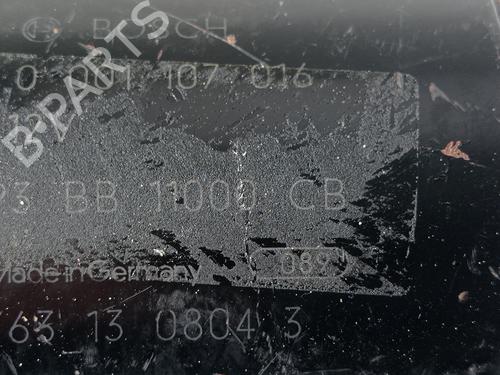 BOSCH
B-PARTS
0 001 107 016
93 BB 11000 CB
089
Made in Germany
63 13 0804 3